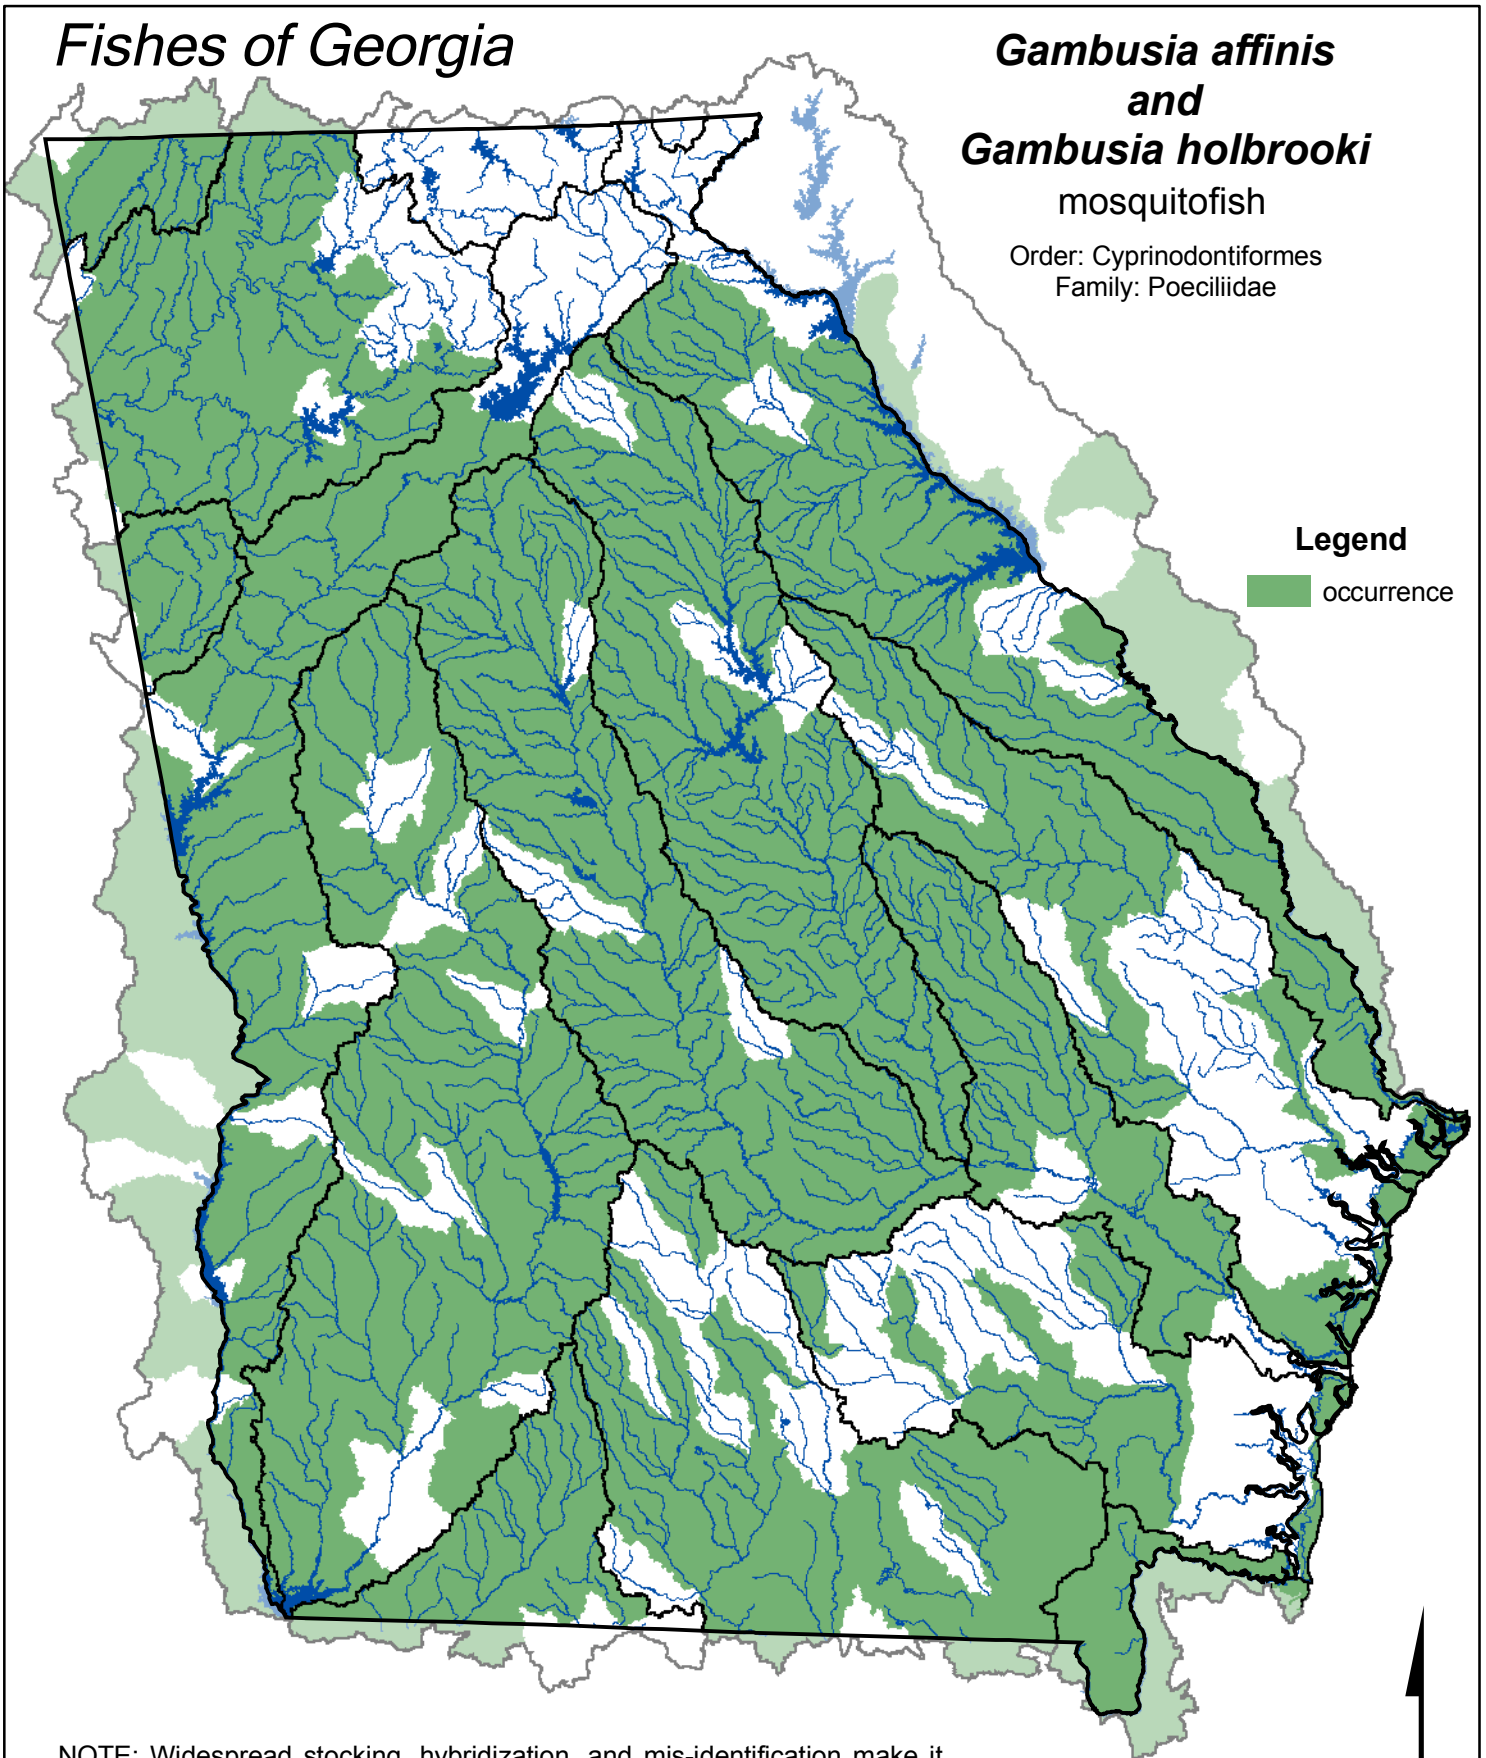 Fishes of Georgia
Gambusia affinis
and
Gambusia holbrooki
mosquitofish
Order: Cyprinodontiformes
Family: Poeciliidae
Legend
occurrence
NOTE: Widespread stocking, hybridization, and mis-identification make it